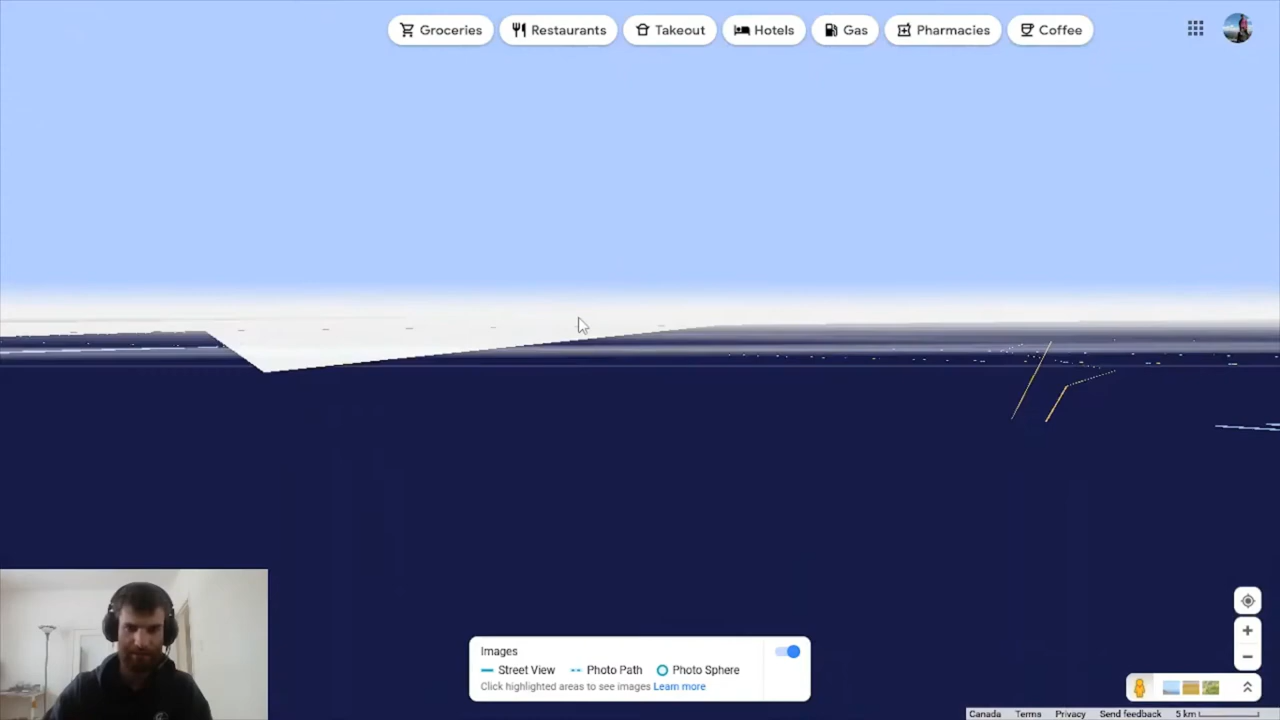 Groceries
Restaurants
Takeout
Hotels
Gas
Pharmacies
Coffee
Images
Street View
Photo Path
Photo Sphere
Click highlighted areas to see images Learn more
Canada Terms Privacy Send feedback 5 km